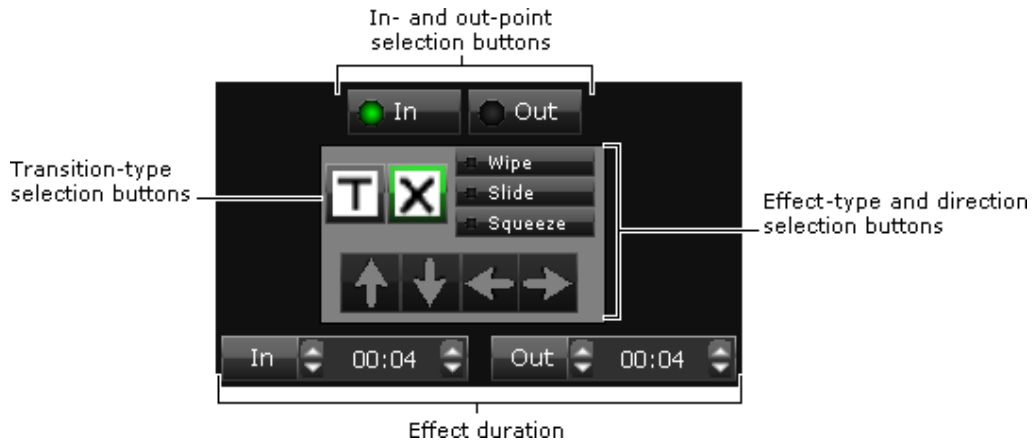 In- and out-point
selection buttons
In
Out
Transition-type
selection buttons
T
X
Wipe
Slide
Squeeze
Effect-type and direction
selection buttons
In 00:04 Out 00:04
Effect duration